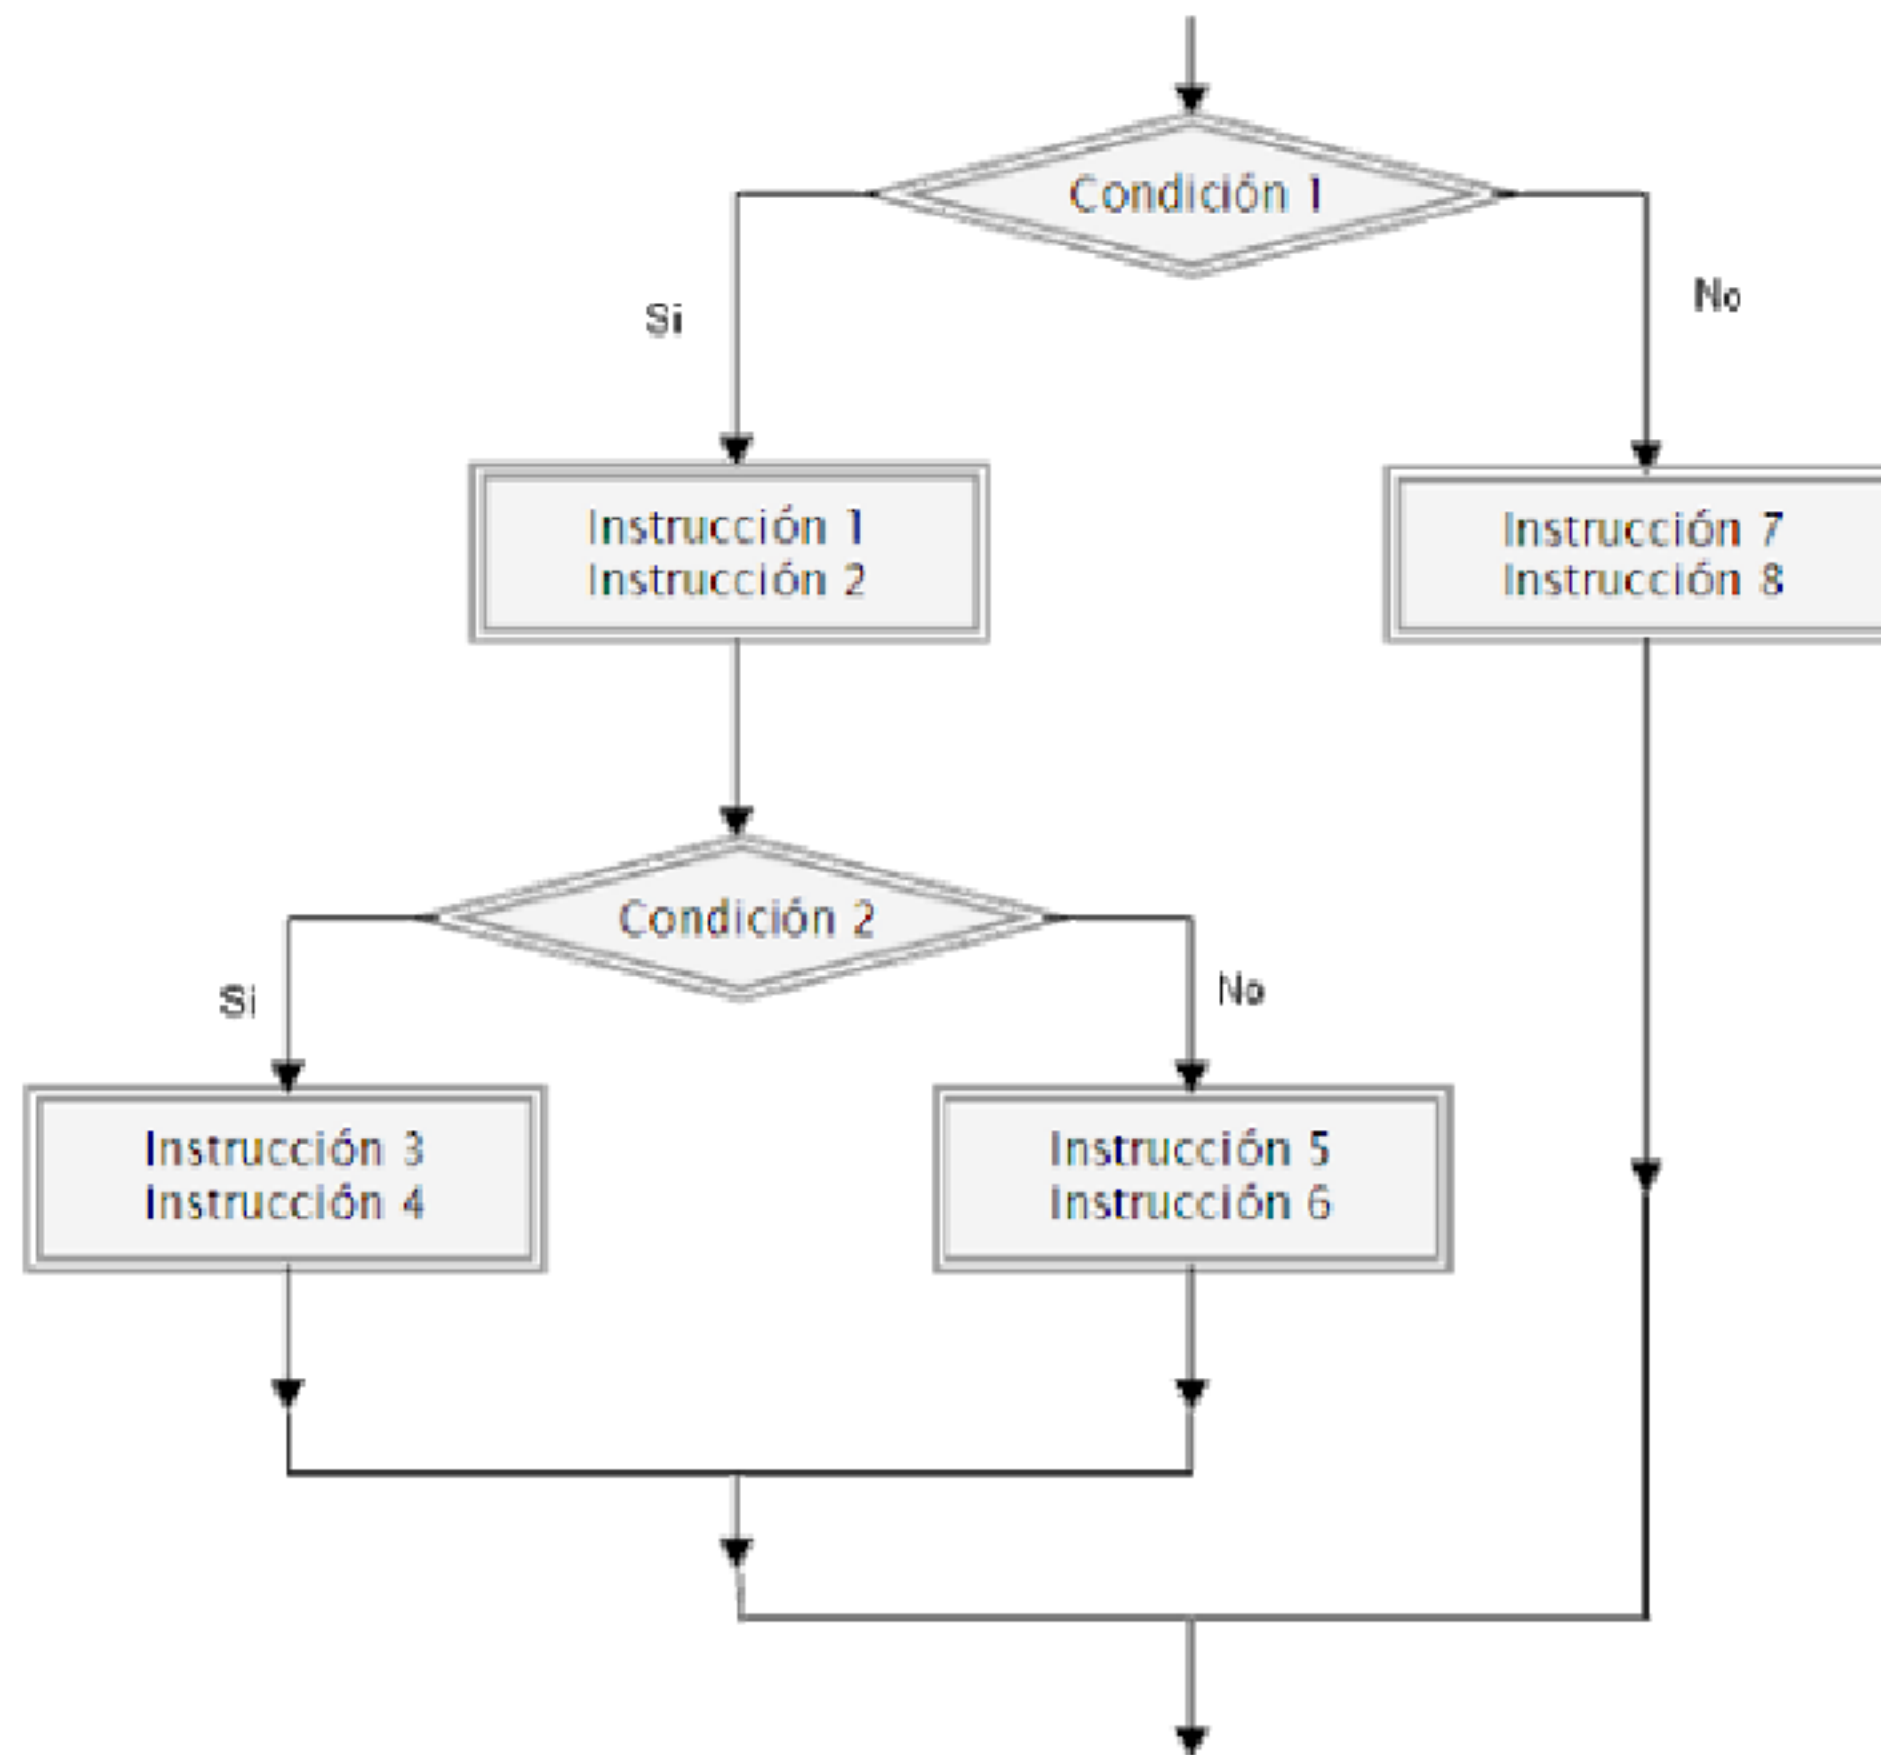 Condición 1
Si
No
Instrucción 1
Instrucción 2
Instrucción 7
Instrucción 8
Condición 2
Si
No
Instrucción 3
Instrucción 4
Instrucción 5
Instrucción 6